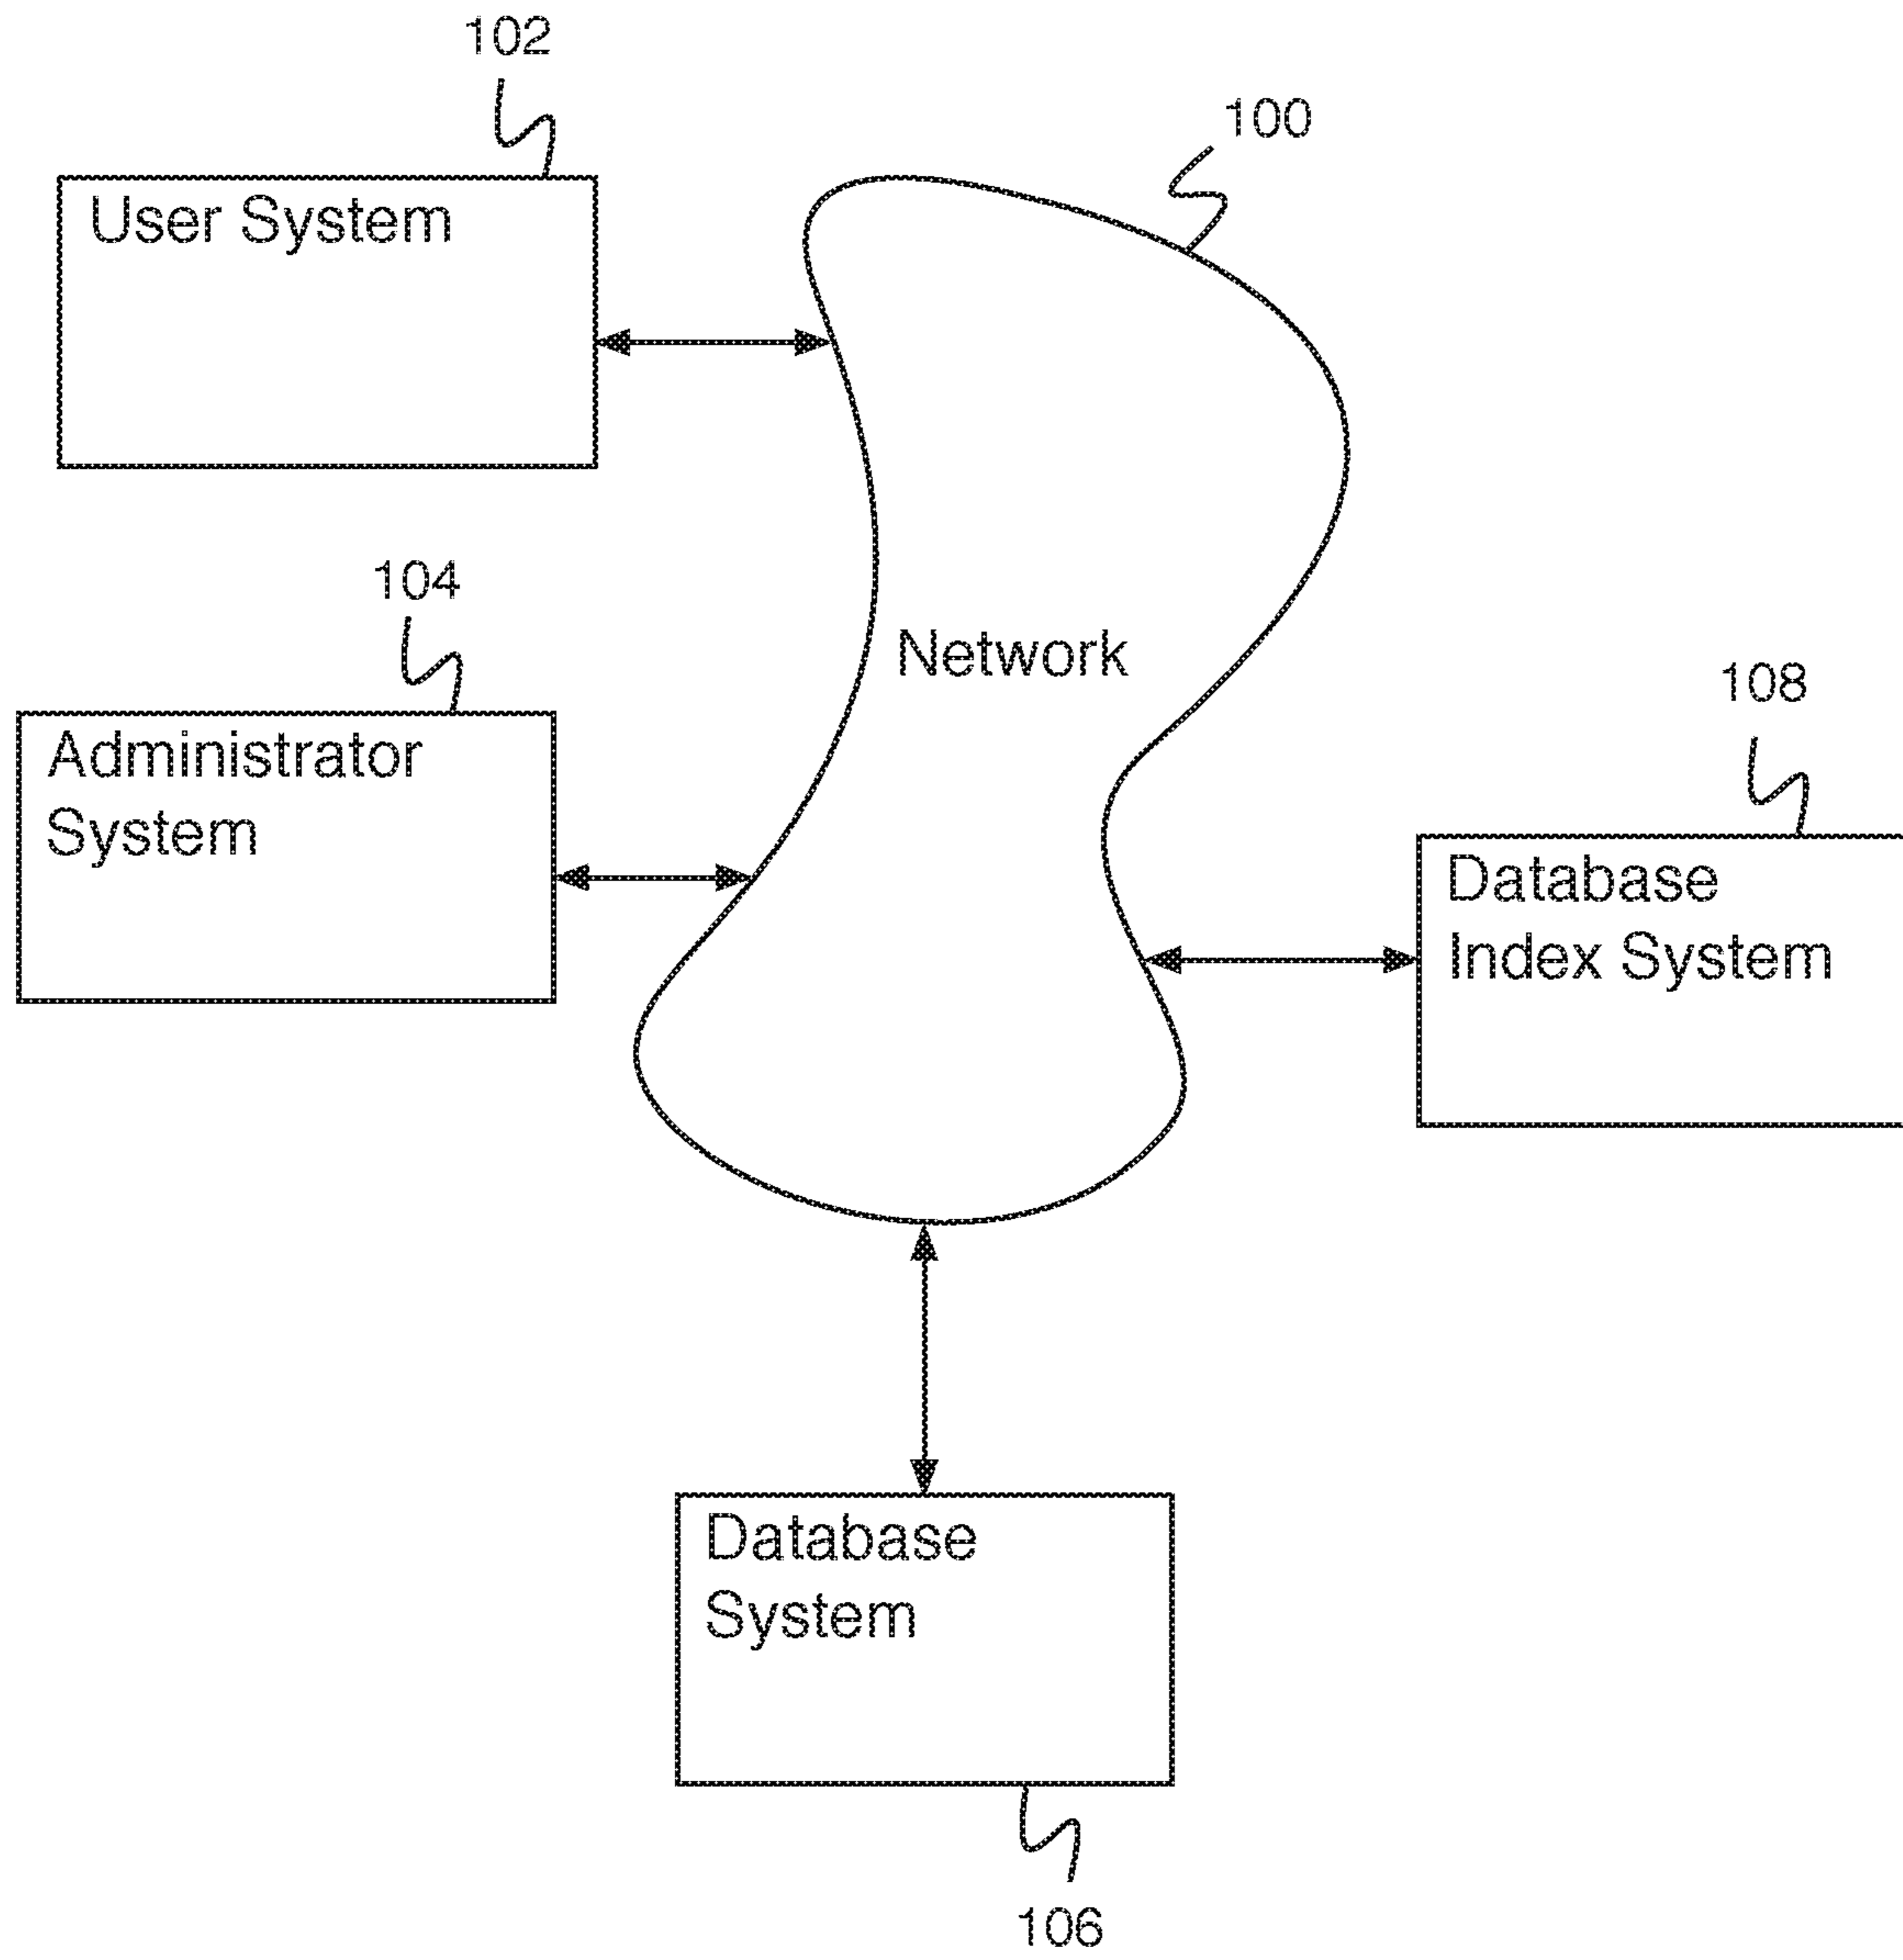 102
100
User System
104
Network
108
Administrator
System
Database
Index System
Database
System
106